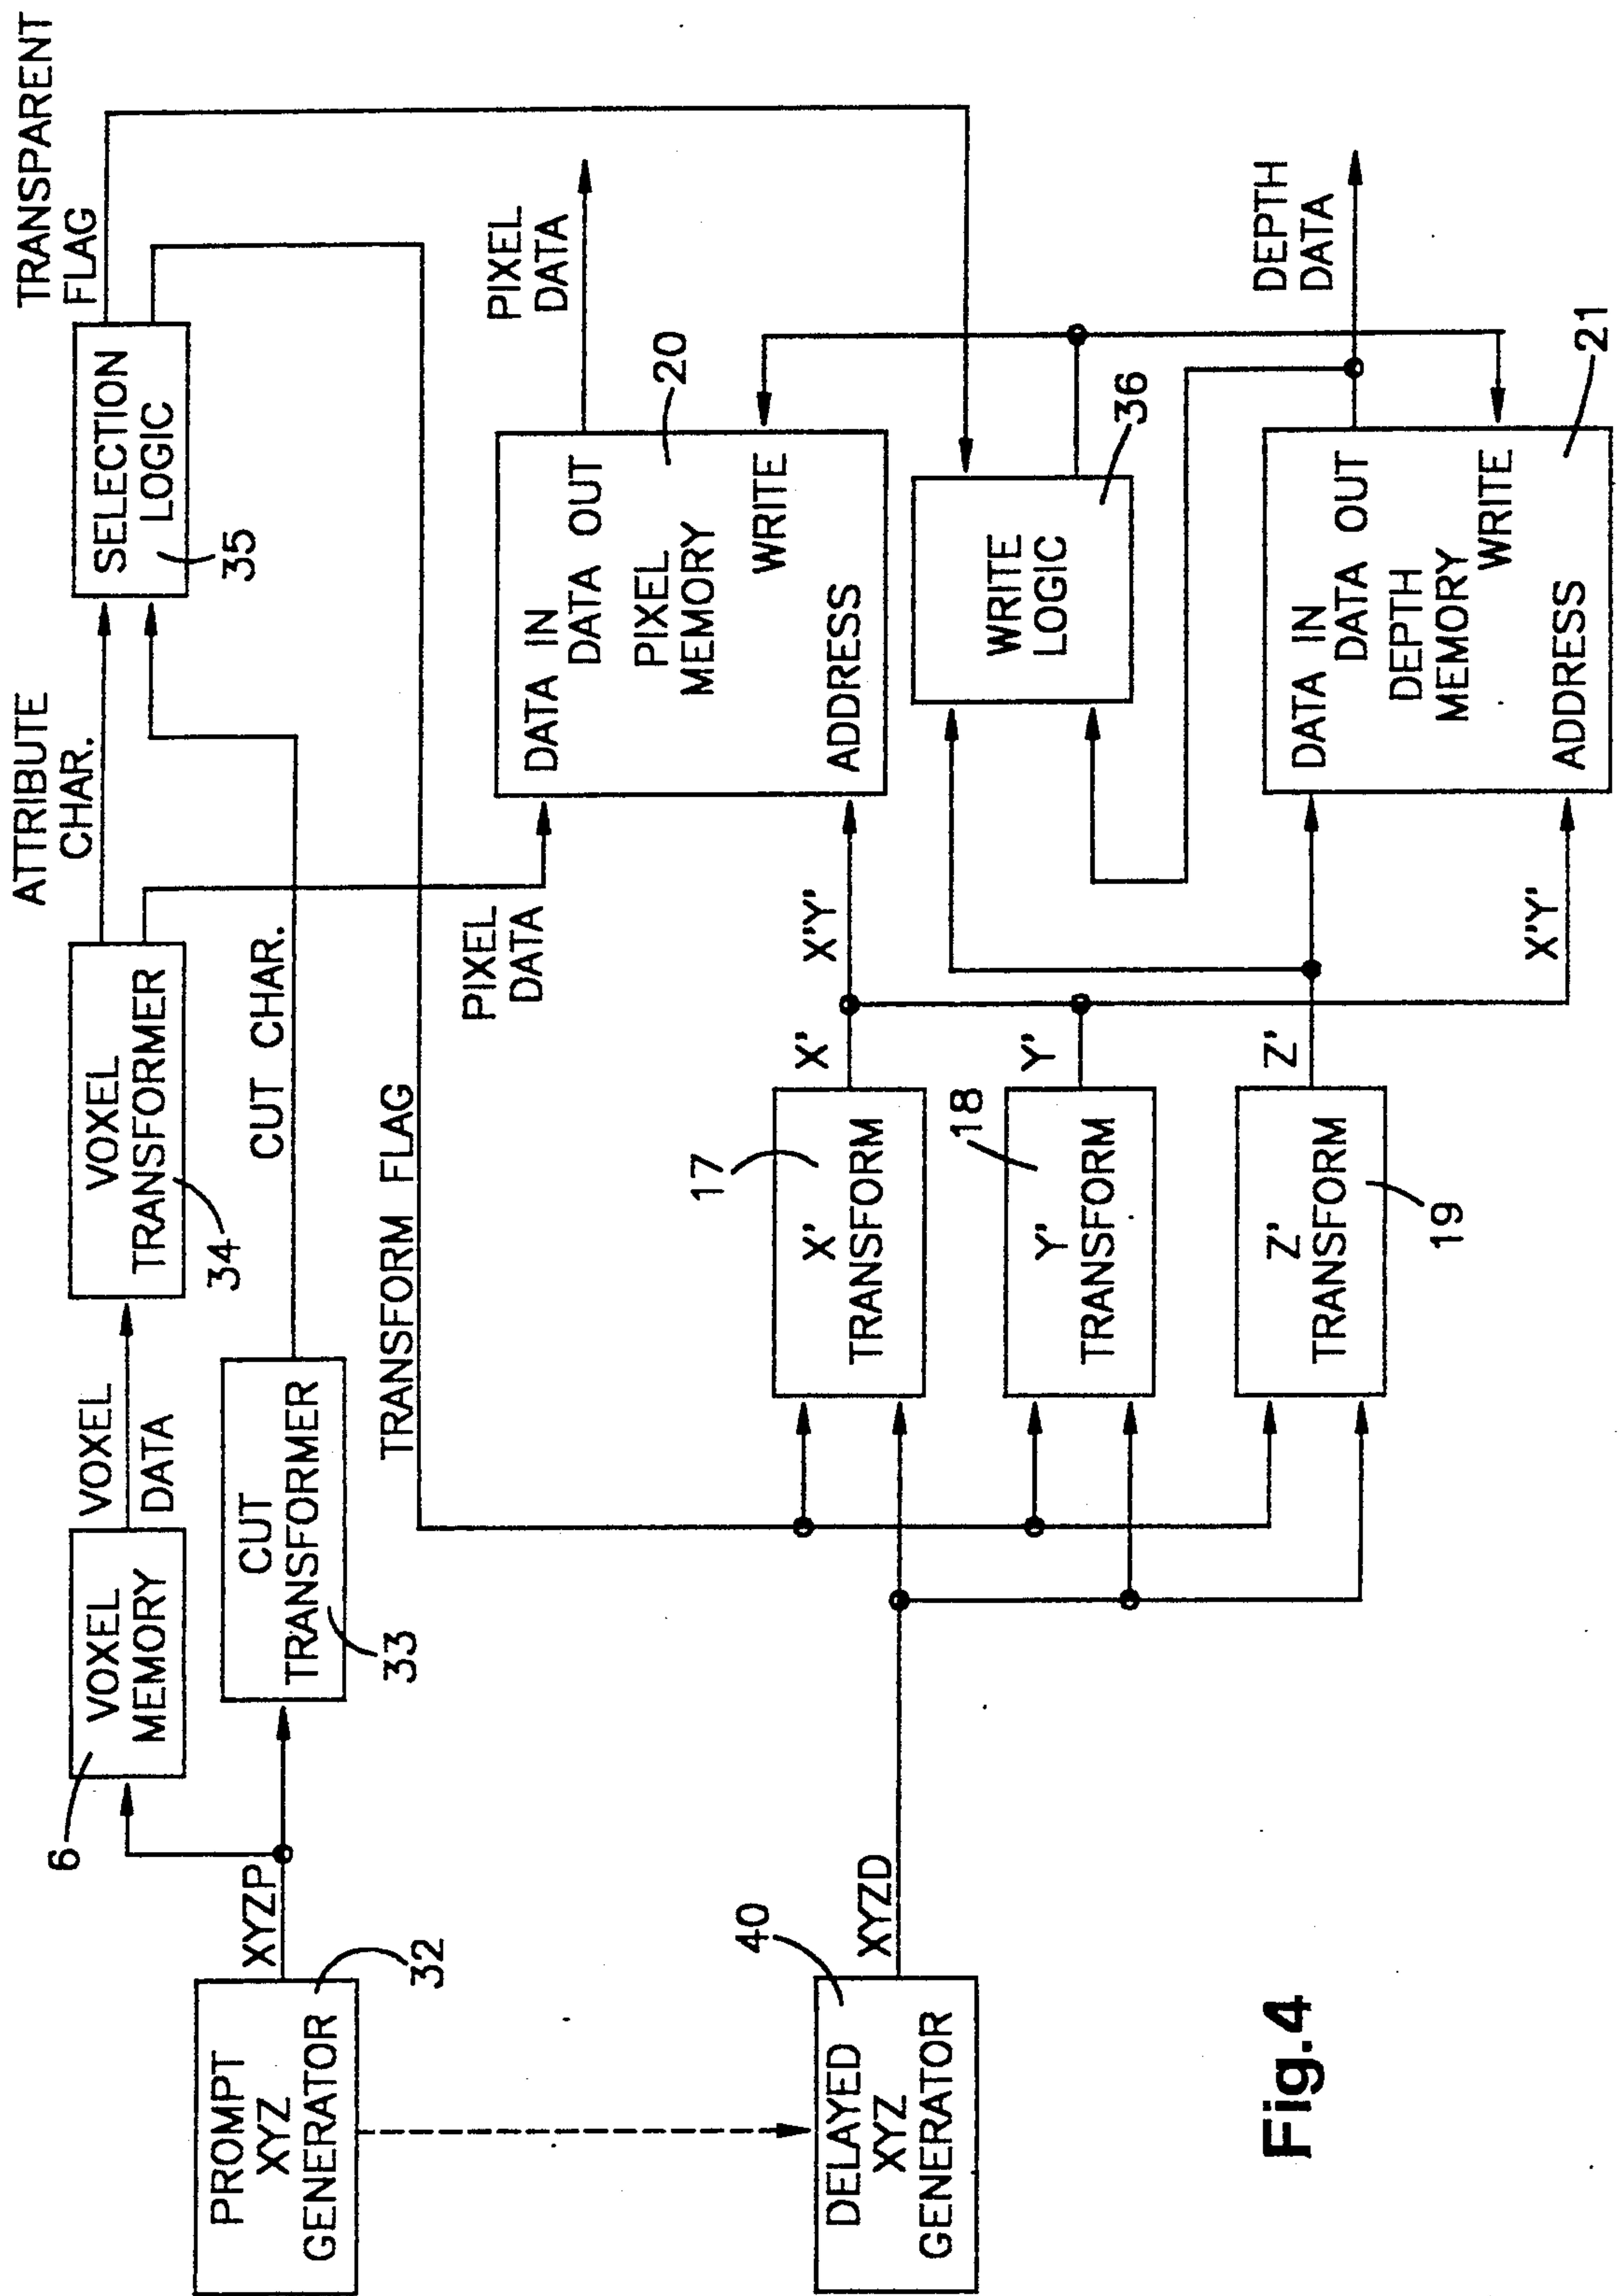 PROMPT
XYZ
GENERATOR
32
XYZP
6
VOXEL
MEMORY
VOXEL
DATA
CUT
TRANSFORMER
33
VOXEL
TRANSFORMER
34
ATTRIBUTE
CHAR.
CUT CHAR.
SELECTION
LOGIC
35
TRANSPARENT
FLAG
TRANSFORM FLAG
PIXEL
DATA
DATA IN
DATA OUT
PIXEL
MEMORY
WRITE
ADDRESS
20
PIXEL
DATA
DELAYED
XYZ
GENERATOR
40
XYZD
17
X'
TRANSFORM
X'
X'Y'
18
Y'
TRANSFORM
Y'
WRITE
LOGIC
36
Z'
TRANSFORM
19
Z'
X'Y'
DATA IN
DATA OUT
DEPTH
MEMORY
WRITE
ADDRESS
21
DEPTH
DATA
Fig.4